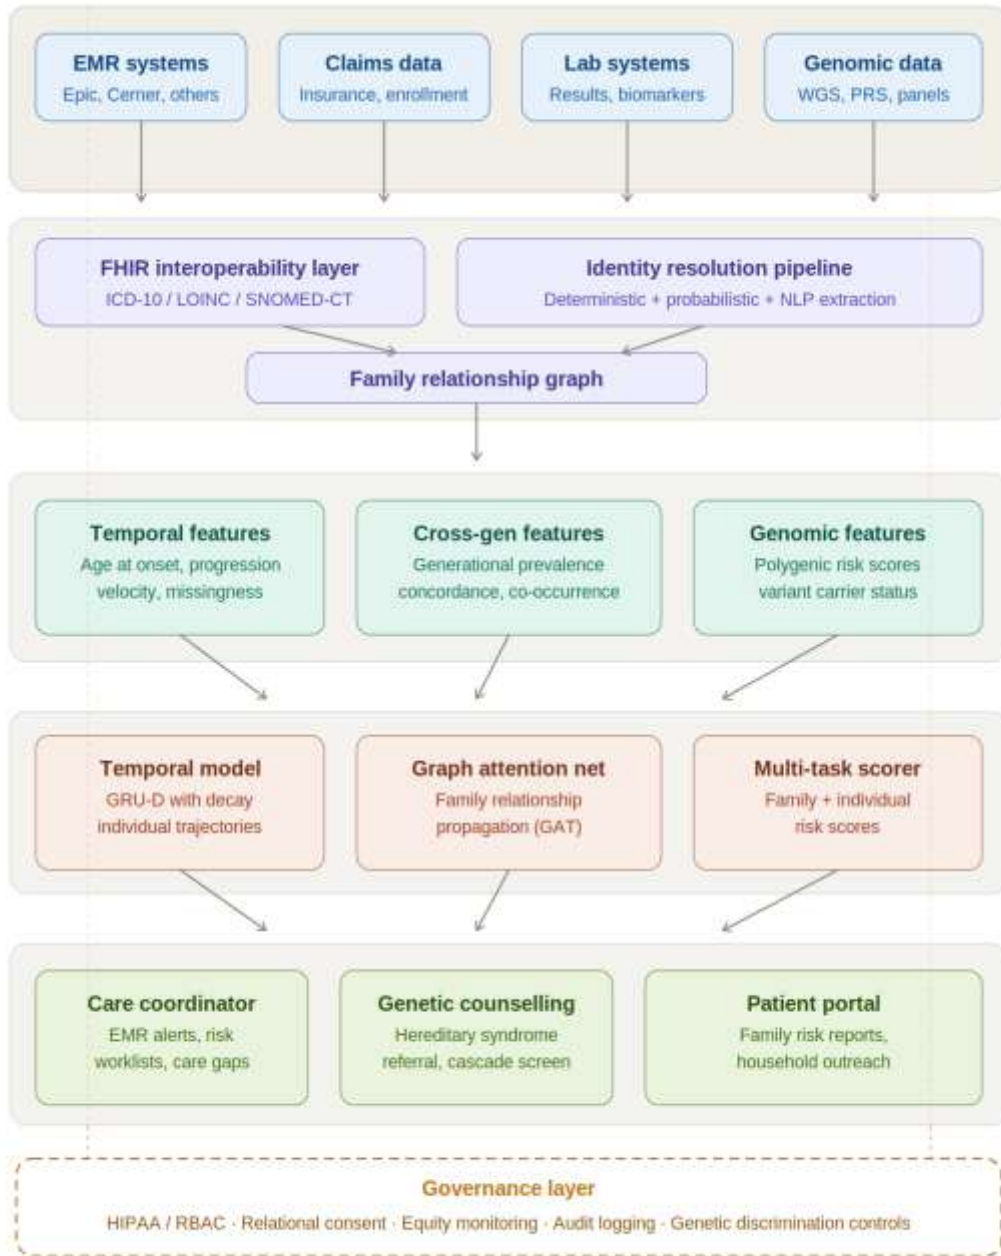 EMR systems
Epic, Cerner, others
Claims data
Insurance, enrollment
Lab systems
Results, biomarkers
Genomic data
WGS, PRS, panels
FHIR interoperability layer
ICD-10 / LOINC / SNOMED-CT
Identity resolution pipeline
Deterministic + probabilistic + NLP extraction
Family relationship graph
Temporal features
Age at onset, progression
velocity, missingness
Cross-gen features
Generational prevalence
concordance, co-occurrence
Genomic features
Polygenic risk scores
variant carrier status
Temporal model
GRU-D with decay
individual trajectories
Graph attention net
Family relationship
propagation (GAT)
Multi-task scorer
Family + individual
risk scores
Care coordinator
EMR alerts, risk
worklists, care gaps
Genetic counselling
Hereditary syndrome
referral, cascade screen
Patient portal
Family risk reports,
household outreach
Governance layer
HIPAA / RBAC · Relational consent · Equity monitoring · Audit logging · Genetic discrimination controls